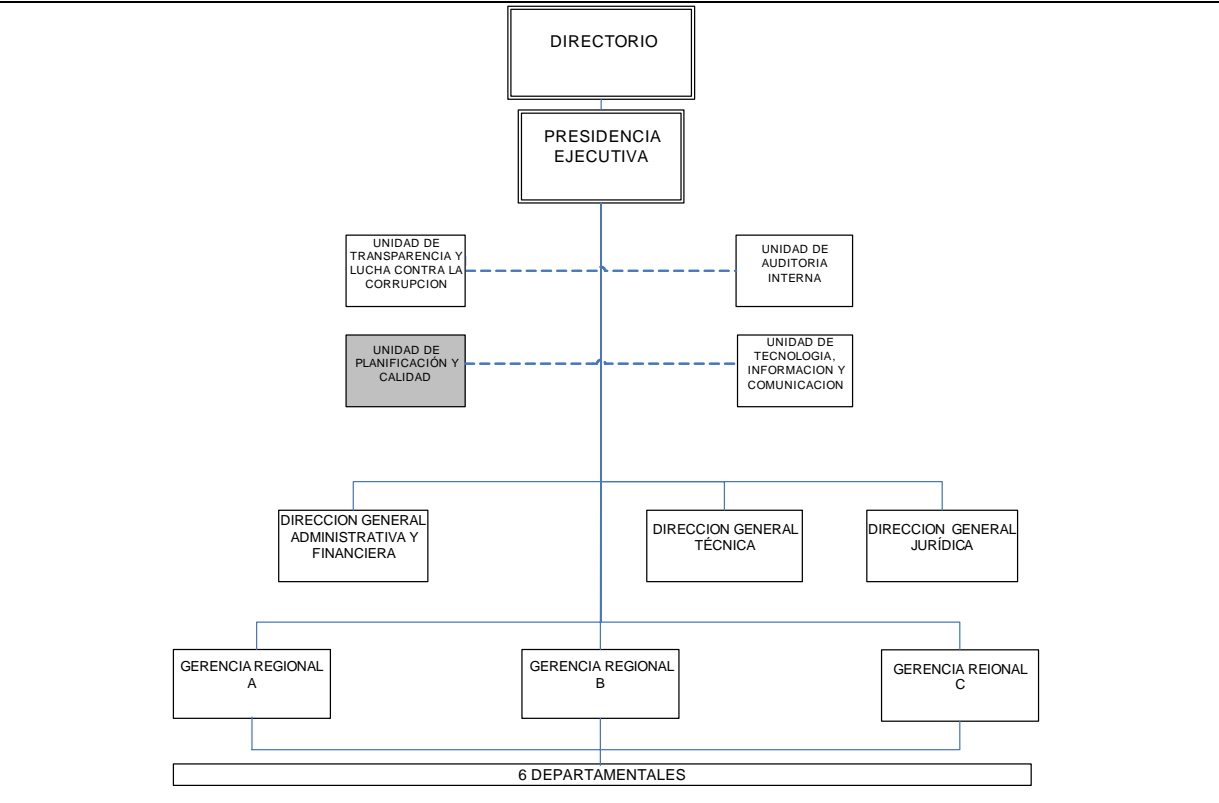 DIRECTORIO
PRESIDENCIA
EJECUTIVA
UNIDAD DE
TRANSPARENCIA Y
LUCHA CONTRA LA
CORRUPCION
UNIDAD DE
AUDITORIA
INTERNA
UNIDAD DE
PLANIFICACIÓN Y
CALIDAD
UNIDAD DE
TECNOLOGIA,
INFORMACION Y
COMUNICACION
DIRECCION GENERAL
ADMINISTRATIVA Y
FINANCIERA
DIRECCION GENERAL
TÉCNICA
DIRECCION GENERAL
JURÍDICA
GERENCIA REGIONAL
A
GERENCIA REGIONAL
B
GERENCIA REIONAL
C
6 DEPARTAMENTALES